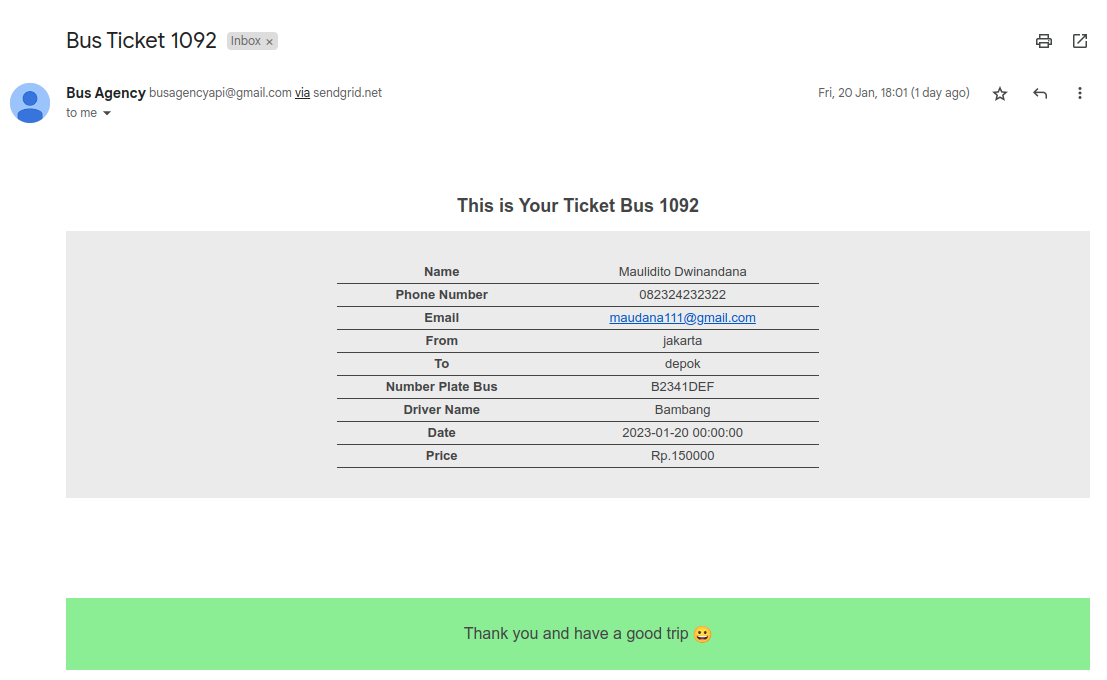 Bus Ticket 1092 Inbox ×
Bus Agency busagencyapi@gmail.com via sendgrid.net Fri, 20 Jan, 18:01 (1 day ago)
to me
This is Your Ticket Bus 1092
Name Maulidito Dwinandana
Phone Number 082324232322
Email maudana111@gmail.com
From jakarta
To depok
Number Plate Bus B2341DEF
Driver Name Bambang
Date 2023-01-20 00:00:00
Price Rp.150000
Thank you and have a good trip 😀